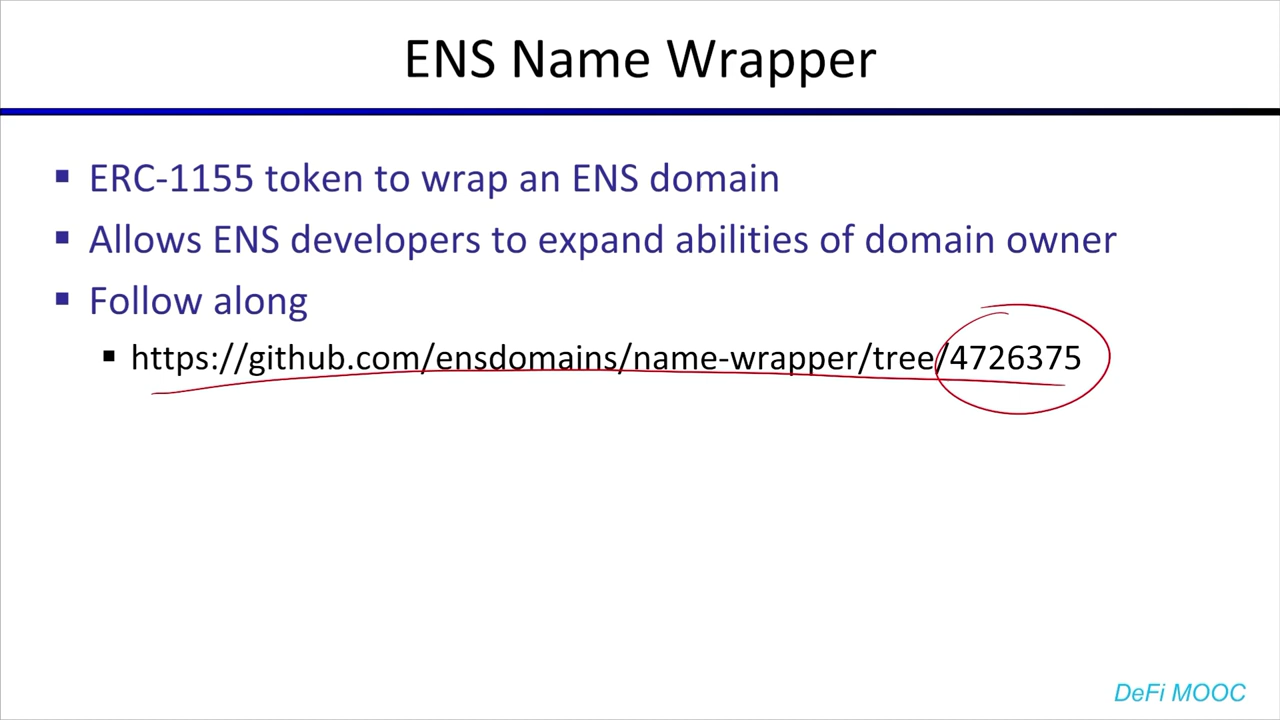 ENS Name Wrapper
▪ ERC-1155 token to wrap an ENS domain
▪ Allows ENS developers to expand abilities of domain owner
▪ Follow along
▪ https://github.com/ensdomains/name-wrapper/tree/4726375
DeFi MOOC